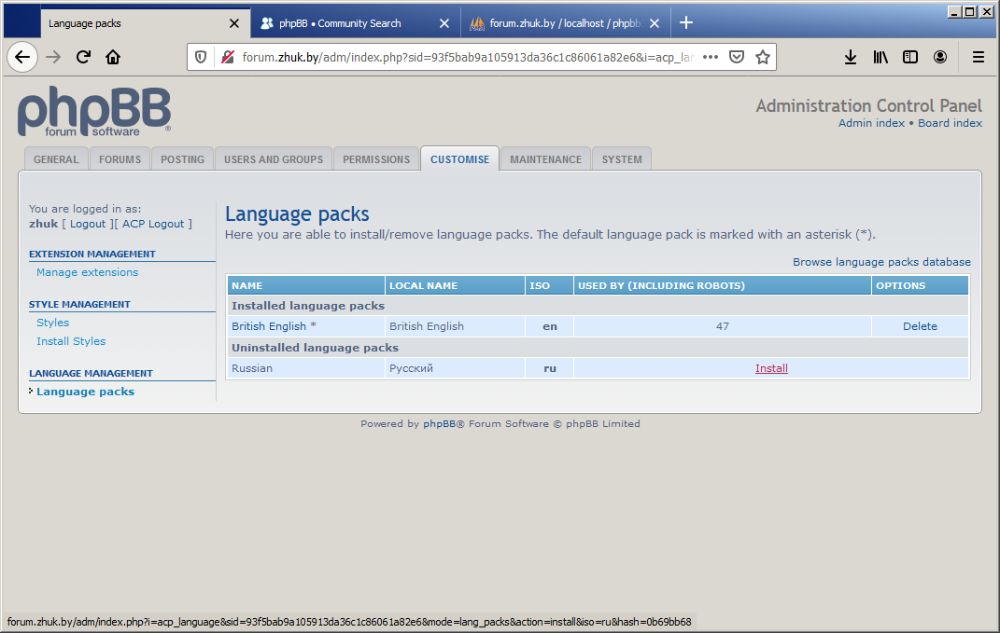 Language packs
phpBB • Community Search
forum.zhuk.by / localhost / phpbb
forum.zhuk.by/adm/index.php?sid=93f5bab9a105913da36c1c86061a82e6&i=acp_la
phpBB®
forum software
Administration Control Panel
Admin index • Board index
GENERAL
FORUMS
POSTING
USERS AND GROUPS
PERMISSIONS
CUSTOMISE
MAINTENANCE
SYSTEM
You are logged in as:
zhuk [ Logout ][ ACP Logout ]
EXTENSION MANAGEMENT
Manage extensions
STYLE MANAGEMENT
Styles
Install Styles
LANGUAGE MANAGEMENT
Language packs
Language packs
Here you are able to install/remove language packs. The default language pack is marked with an asterisk (*).
Browse language packs database
NAME LOCAL NAME ISO USED BY (INCLUDING ROBOTS) OPTIONS
Installed language packs
British English * British English en 47 Delete
Uninstalled language packs
Russian Русский ru Install
Powered by phpBB® Forum Software © phpBB Limited
forum.zhuk.by/adm/index.php?i=acp_language&sid=93f5bab9a105913da36c1c86061a82e6&mode=lang_packs&action=install&iso=ru&hash=0b69bb68